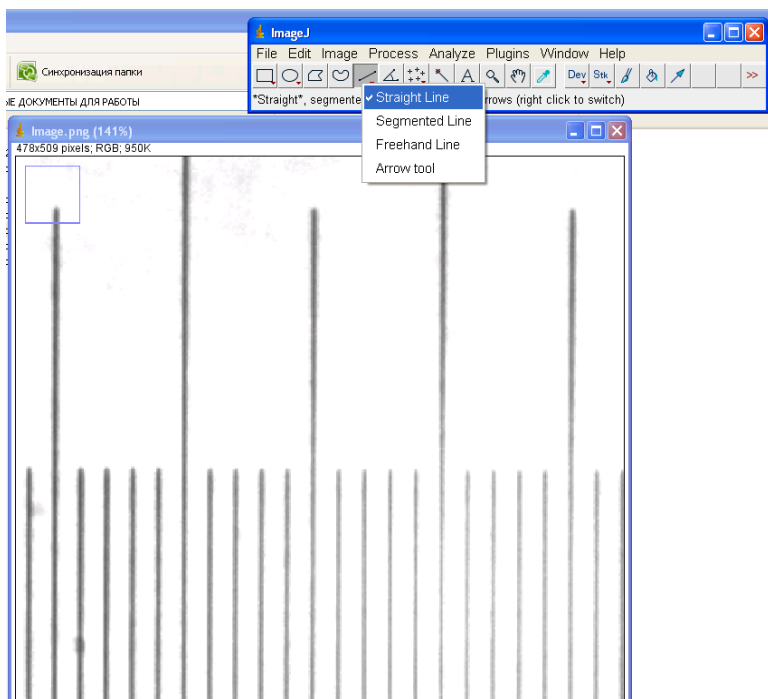 ImageJ
File Edit Image Process Analyze Plugins Window Help
Синхронизация папки
A
Dev Stk >>
ЫЕ ДОКУМЕНТЫ ДЛЯ РАБОТЫ
*Straight*, segmente rrows (right click to switch)
Straight Line
Segmented Line
Freehand Line
Arrow tool
Image.png (141%)
478x509 pixels; RGB; 950K